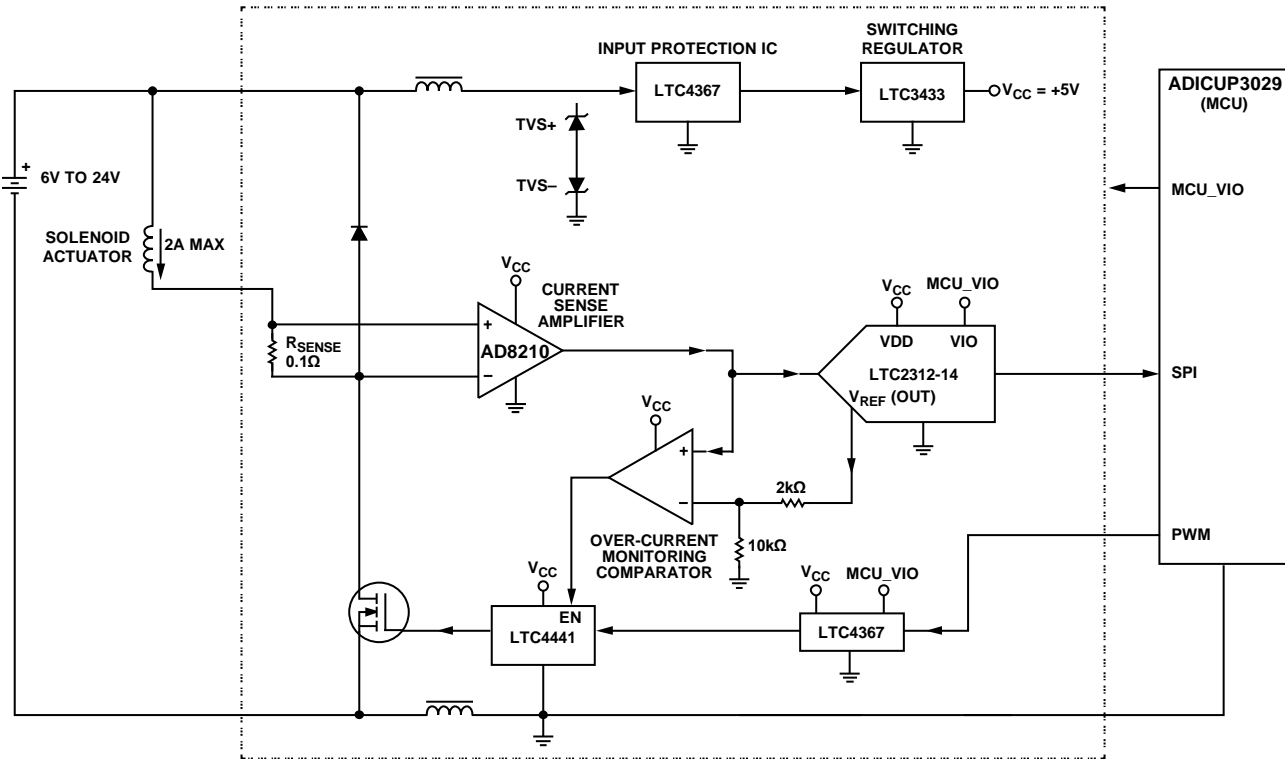 SWITCHING
REGULATOR
INPUT PROTECTION IC
LTC4367
LTC3433
VCC = +5V
ADICUP3029
(MCU)
TVS+
TVS–
+
6V TO 24V
MCU_VIO
SOLENOID
ACTUATOR
2A MAX
VCC
CURRENT
SENSE
AMPLIFIER
VCC
MCU_VIO
RSENSE
0.1Ω
+
AD8210
–
VDD
VIO
LTC2312-14
VREF (OUT)
SPI
VCC
+
–
2kΩ
10kΩ
OVER-CURRENT
MONITORING
COMPARATOR
PWM
VCC
EN
LTC4441
VCC
MCU_VIO
LTC4367